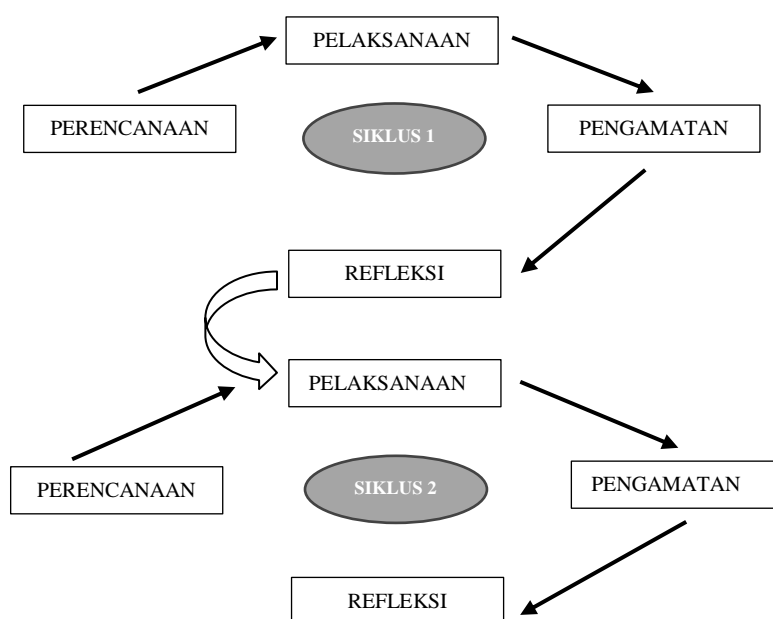 PELAKSANAAN
PERENCANAAN
SIKLUS 1
PENGAMATAN
REFLEKSI
PELAKSANAAN
PERENCANAAN
SIKLUS 2
PENGAMATAN
REFLEKSI